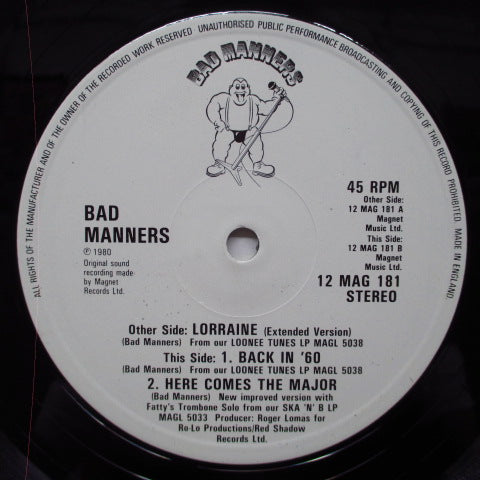 ALL RIGHTS OF THE MANUFACTURER AND OF THE OWNER OF THE RECORDED WORK RESERVED UNAUTHORISED PUBLIC PERFORMANCE BROADCASTING AND COPYING OF THIS RECORD PROHIBITED. MADE IN ENGLAND.
BAD MANNERS
BAD
MANNERS
℗ 1980
Original sound
recording made
by Magnet
Records Ltd.
45 RPM
Other Side:
12 MAG 181 A
Magnet
Music Ltd.
This Side:
12 MAG 181 B
Magnet
Music Ltd.
12 MAG 181
STEREO
Other Side: LORRAINE (Extended Version)
(Bad Manners) From our LOONEE TUNES LP MAGL 5038
This Side: 1. BACK IN '60
(Bad Manners) From our LOONEE TUNES LP MAGL 5038
2. HERE COMES THE MAJOR
(Bad Manners) New improved version with
Fatty's Trombone Solo from our SKA 'N' B LP
MAGL 5033 Producer: Roger Lomas for
Ro-Lo Productions/Red Shadow
Records Ltd.